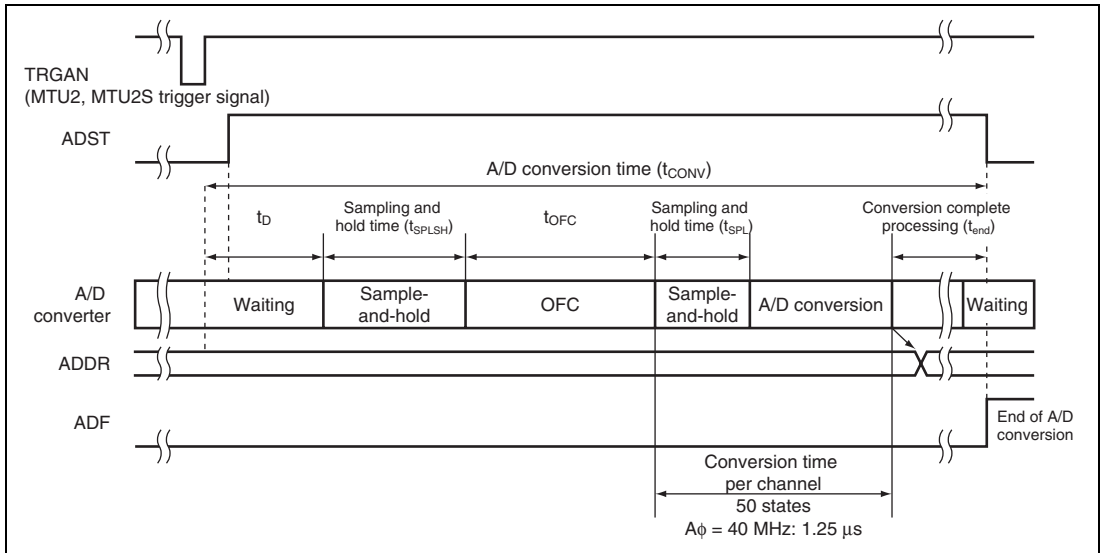 TRGAN
(MTU2, MTU2S trigger signal)
ADST
A/D conversion time (tCONV)
tD
Sampling and
hold time (tSPLSH)
tOFC
Sampling and
hold time (tSPL)
Conversion complete
processing (tend)
A/D
converter
Waiting
Sample-
and-hold
OFC
Sample-
and-hold
A/D conversion
Waiting
ADDR
ADF
End of A/D
conversion
Conversion time
per channel
50 states
Aϕ = 40 MHz: 1.25 μs